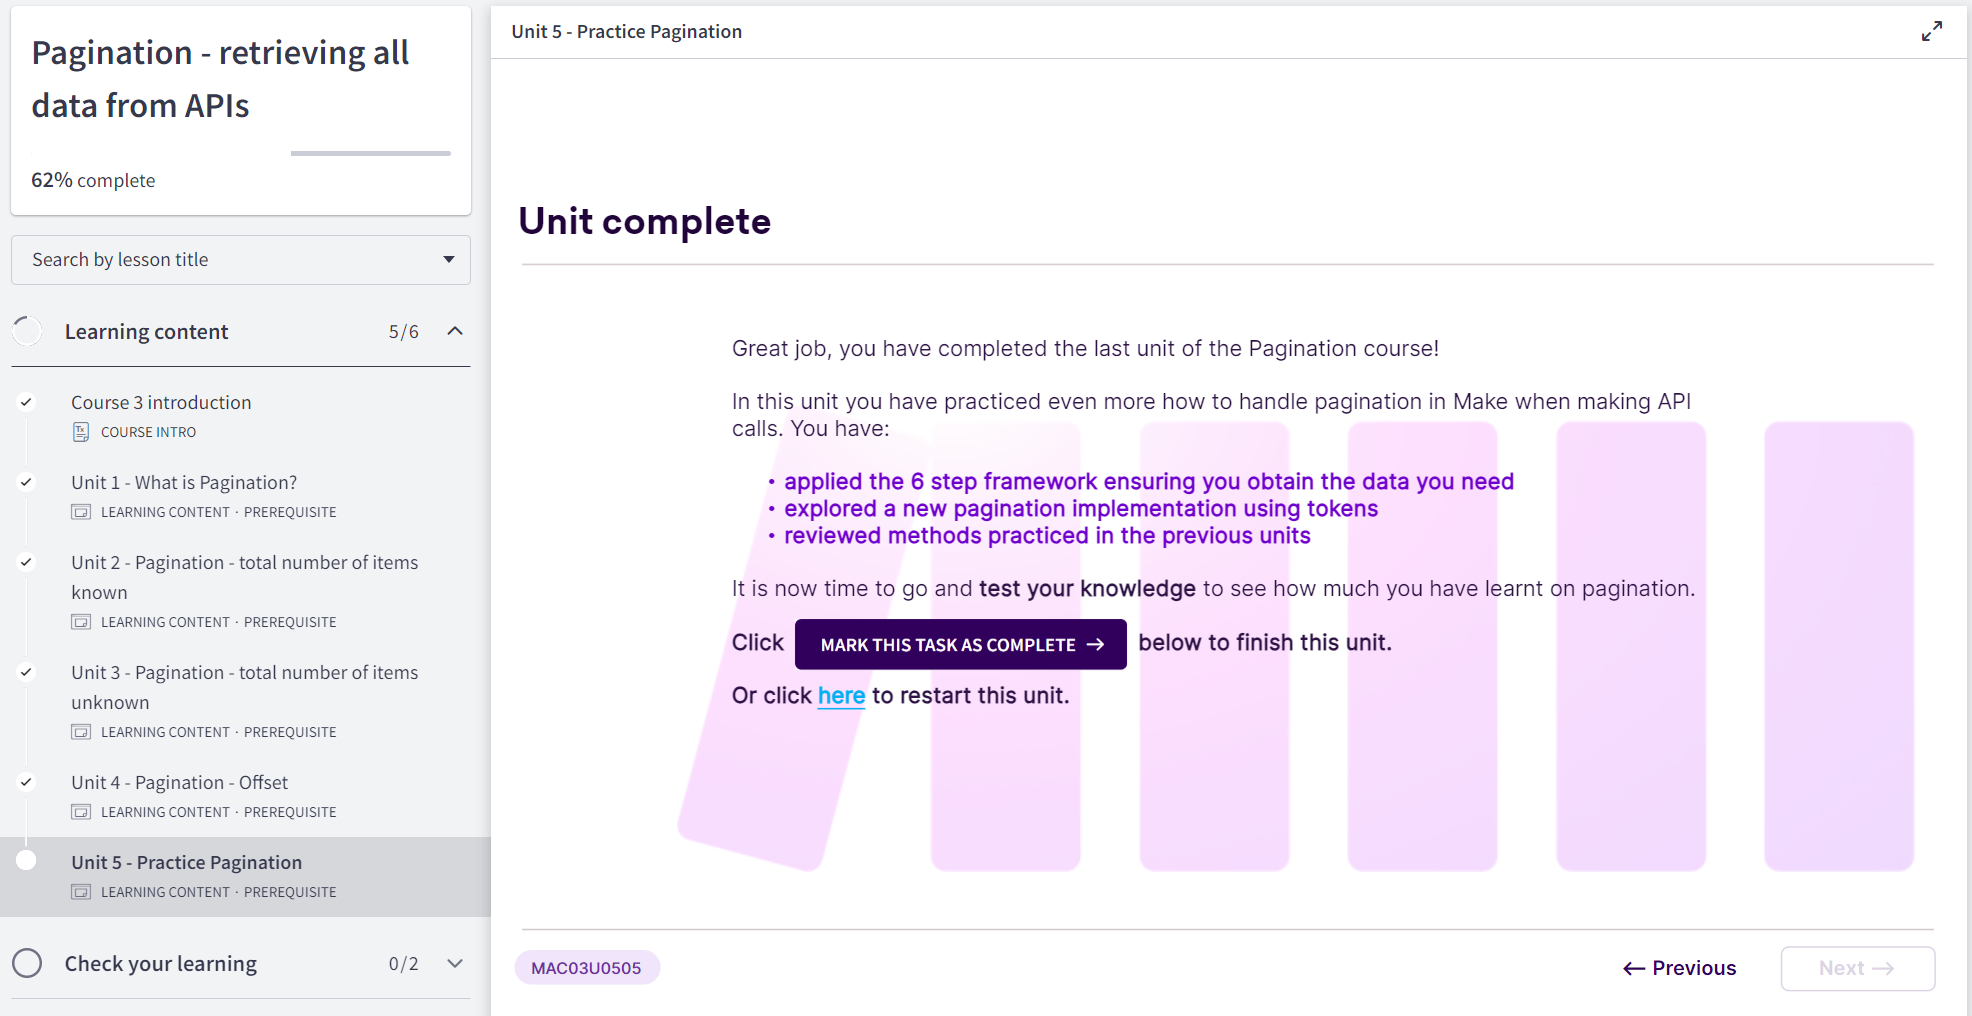 Pagination - retrieving all
data from APIs
62% complete
Search by lesson title
Learning content 5/6
Course 3 introduction
COURSE INTRO
Unit 1 - What is Pagination?
LEARNING CONTENT · PREREQUISITE
Unit 2 - Pagination - total number of items
known
LEARNING CONTENT · PREREQUISITE
Unit 3 - Pagination - total number of items
unknown
LEARNING CONTENT · PREREQUISITE
Unit 4 - Pagination - Offset
LEARNING CONTENT · PREREQUISITE
Unit 5 - Practice Pagination
LEARNING CONTENT · PREREQUISITE
Check your learning 0/2
Unit 5 - Practice Pagination
Unit complete
Great job, you have completed the last unit of the Pagination course!
In this unit you have practiced even more how to handle pagination in Make when making API
calls. You have:
• applied the 6 step framework ensuring you obtain the data you need
• explored a new pagination implementation using tokens
• reviewed methods practiced in the previous units
It is now time to go and test your knowledge to see how much you have learnt on pagination.
Click MARK THIS TASK AS COMPLETE → below to finish this unit.
Or click here to restart this unit.
MAC03U0505
← Previous
Next →